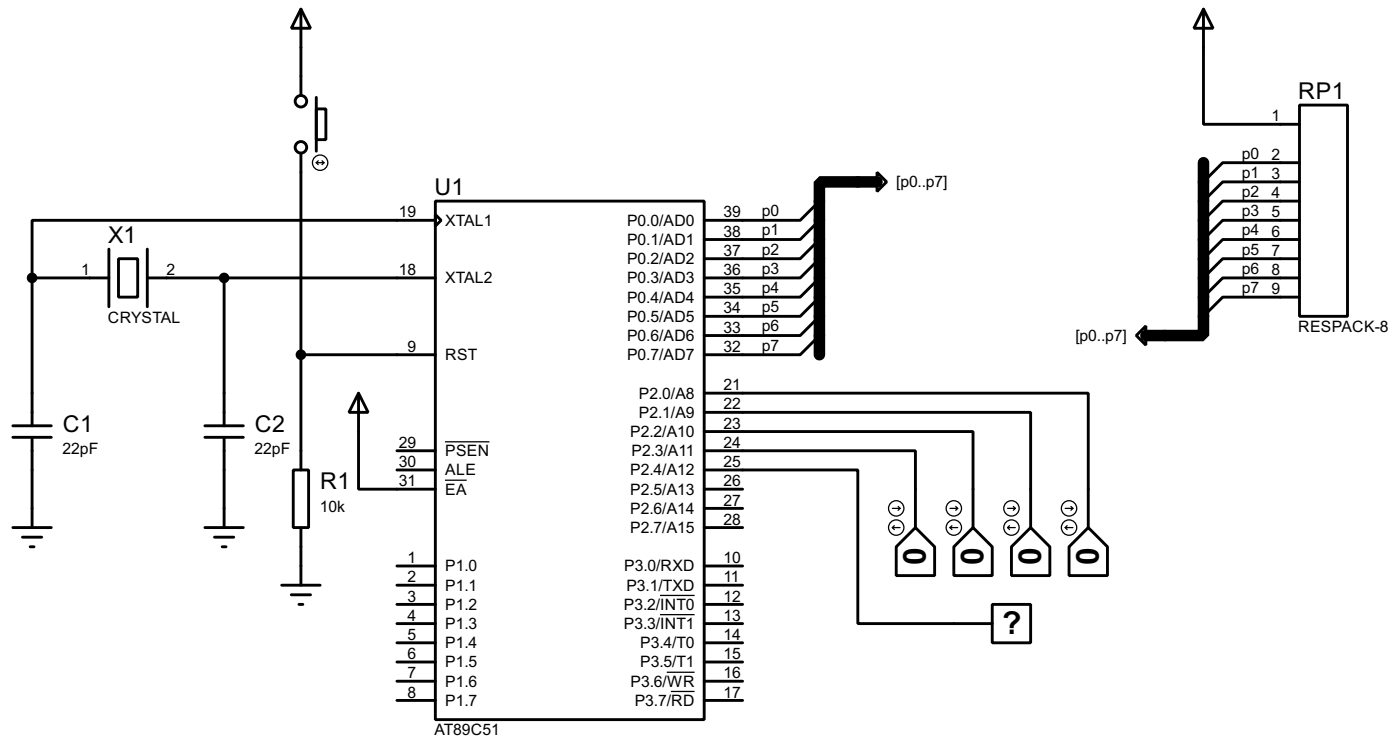 RP1
1
p0 2
p1 3
p2 4
p3 5
p4 6
p5 7
p6 8
p7 9
RESPACK-8
[p0..p7]
[p0..p7]
U1
19 XTAL1
18 XTAL2
9 RST
29 PSEN
30 ALE
31 EA
1 P1.0
2 P1.1
3 P1.2
4 P1.3
5 P1.4
6 P1.5
7 P1.6
8 P1.7
P0.0/AD0 39 p0
P0.1/AD1 38 p1
P0.2/AD2 37 p2
P0.3/AD3 36 p3
P0.4/AD4 35 p4
P0.5/AD5 34 p5
P0.6/AD6 33 p6
P0.7/AD7 32 p7
P2.0/A8 21
P2.1/A9 22
P2.2/A10 23
P2.3/A11 24
P2.4/A12 25
P2.5/A13 26
P2.6/A14 27
P2.7/A15 28
P3.0/RXD 10
P3.1/TXD 11
P3.2/INT0 12
P3.3/INT1 13
P3.4/T0 14
P3.5/T1 15
P3.6/WR 16
P3.7/RD 17
AT89C51
X1
1 2
CRYSTAL
C1
22pF
C2
22pF
R1
10k
0 0 0 0
?